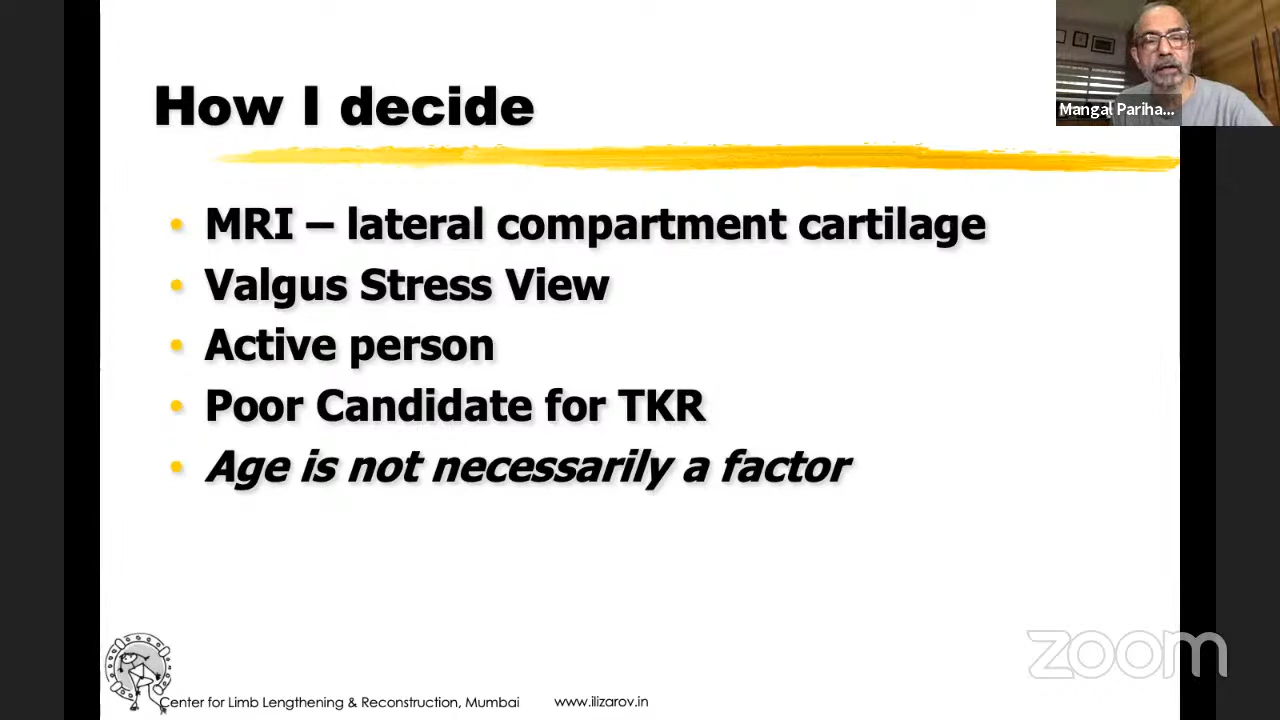 How I decide
Mangal Pariha...
• MRI – lateral compartment cartilage
• Valgus Stress View
• Active person
• Poor Candidate for TKR
• Age is not necessarily a factor
zoom
Center for Limb Lengthening & Reconstruction, Mumbai www.ilizarov.in